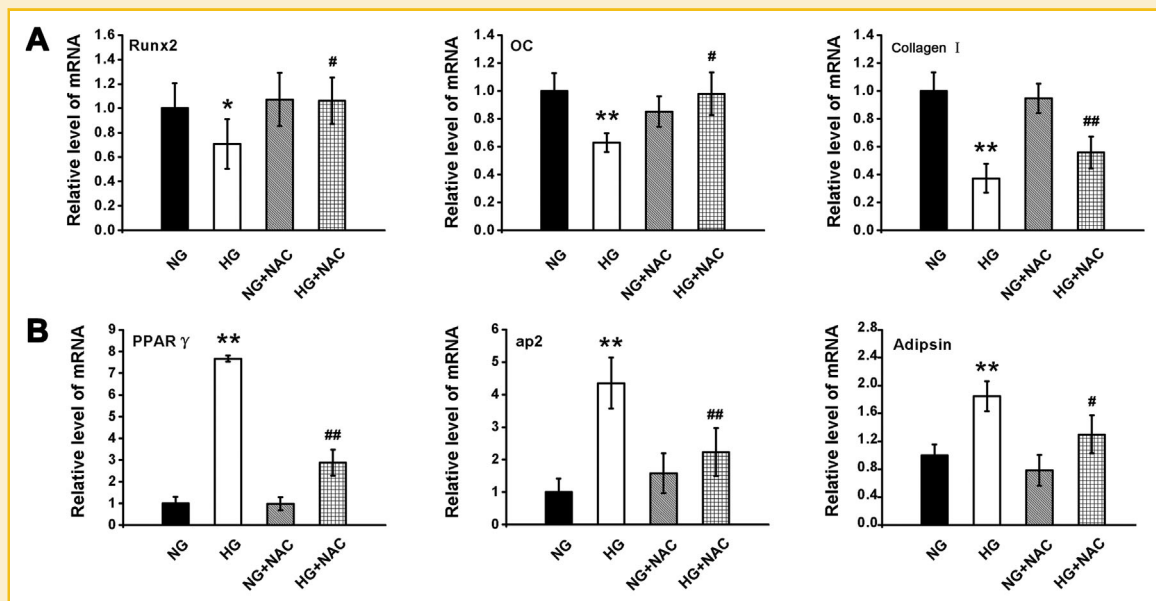 A
Runx2
Relative level of mRNA
1.6
1.4
1.2
1.0
0.8
0.6
0.4
0.2
0.0
*
#
NG
HG
NG+NAC
HG+NAC
OC
Relative level of mRNA
1.4
1.2
1.0
0.8
0.6
0.4
0.2
0.0
**
#
NG
HG
NG+NAC
HG+NAC
Collagen I
Relative level of mRNA
1.4
1.2
1.0
0.8
0.6
0.4
0.2
0.0
**
##
NG
HG
NG+NAC
HG+NAC
B
PPAR γ
Relative level of mRNA
9
8
7
6
5
4
3
2
1
0
**
##
NG
HG
NG+NAC
HG+NAC
ap2
Relative level of mRNA
6
5
4
3
2
1
0
**
##
NG
HG
NG+NAC
HG+NAC
Adipsin
Relative level of mRNA
2.8
2.4
2.0
1.6
1.2
0.8
0.4
0.0
**
#
NG
HG
NG+NAC
HG+NAC